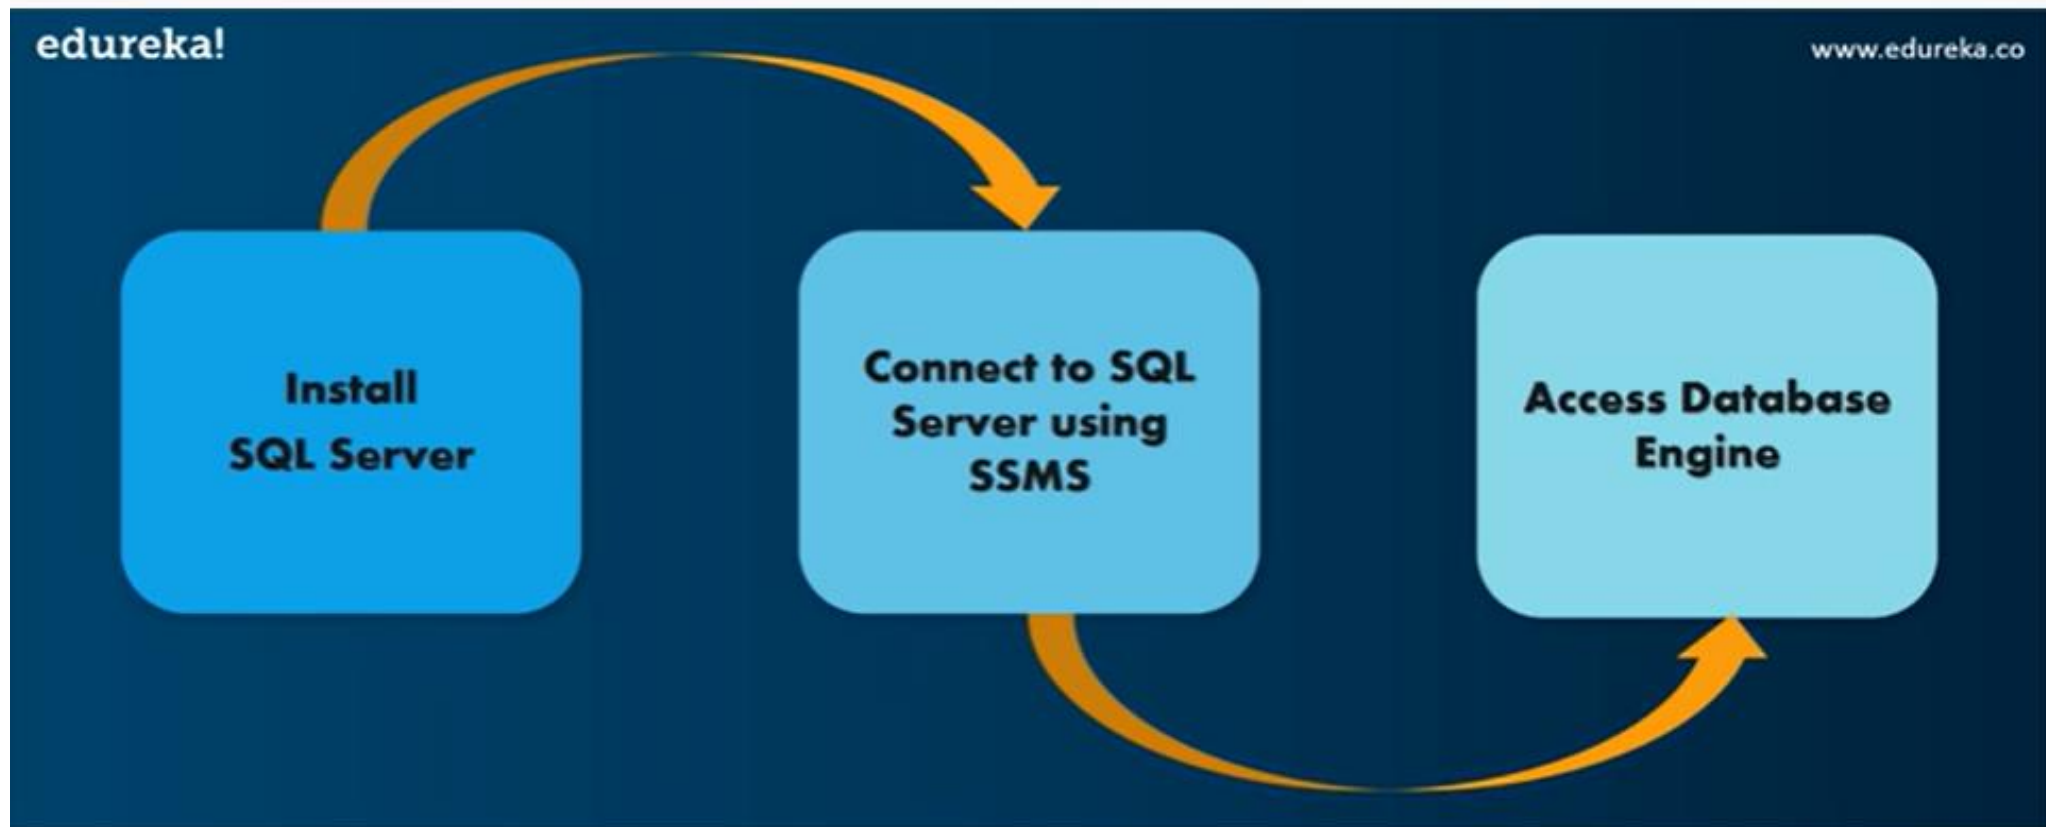 edureka!
www.edureka.co
Install
SQL Server
Connect to SQL
Server using
SSMS
Access Database
Engine